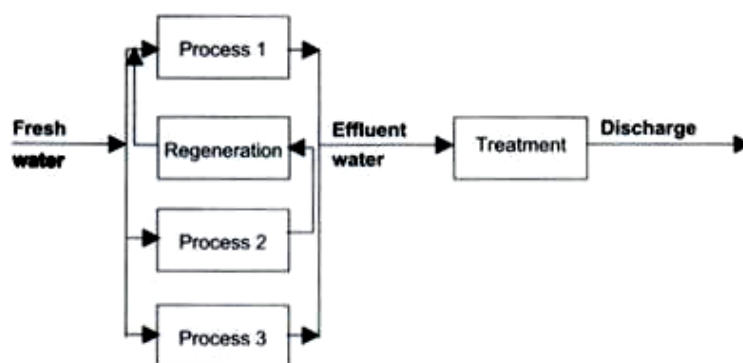 Process 1
Fresh
water
Regeneration
Effluent
water
Treatment
Discharge
Process 2
Process 3